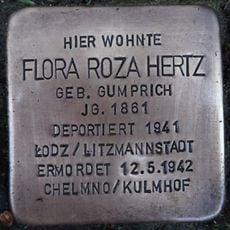 HIER WOHNTE
FLORA ROZA HERTZ
GEB. GUMPRICH
JG. 1861
DEPORTIERT 1941
ŁODZ/LITZMANNSTADT
ERMORDET 12.5.1942
CHELMNO/KULMHOF